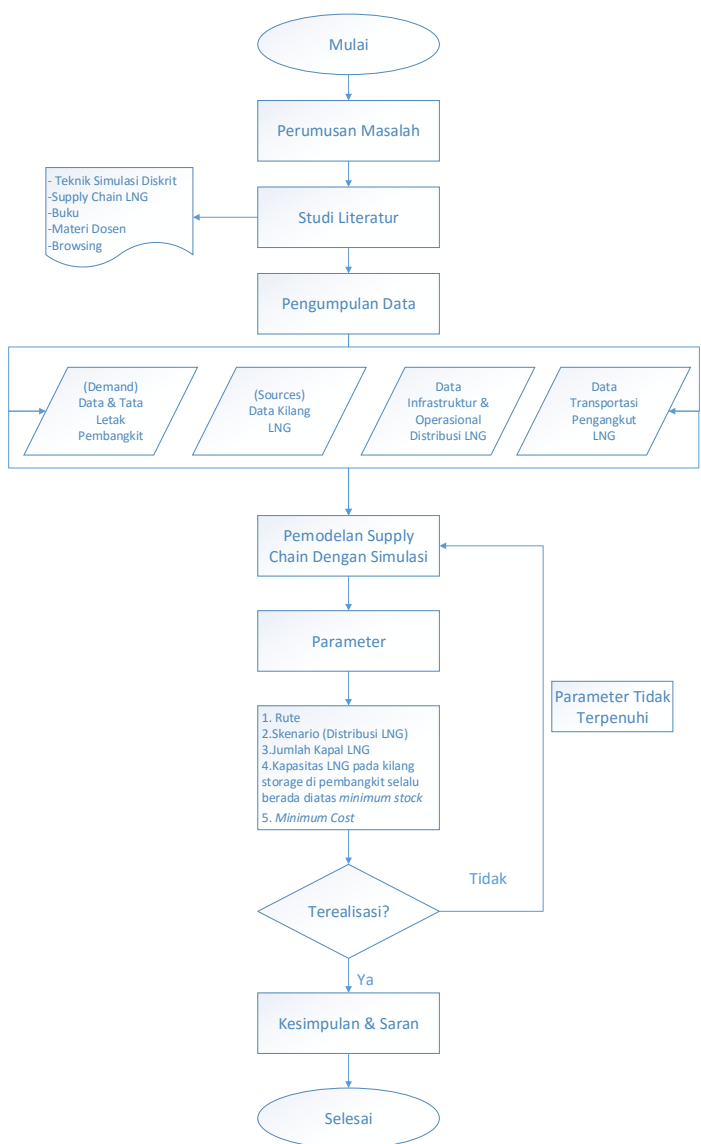 Mulai
Perumusan Masalah
- Teknik Simulasi Diskrit
-Supply Chain LNG
-Buku
-Materi Dosen
-Browsing
Studi Literatur
Pengumpulan Data
(Demand)
Data & Tata
Letak
Pembangkit
(Sources)
Data Kilang
LNG
Data
Infrastruktur &
Operasional
Distribusi LNG
Data
Transportasi
Pengangkut
LNG
Pemodelan Supply
Chain Dengan Simulasi
Parameter
Parameter Tidak
Terpenuhi
1. Rute
2.Skenario (Distribusi LNG)
3.Jumlah Kapal LNG
4.Kapasitas LNG pada kilang
storage di pembangkit selalu
berada diatas minimum stock
5. Minimum Cost
Terealisasi?
Tidak
Ya
Kesimpulan & Saran
Selesai